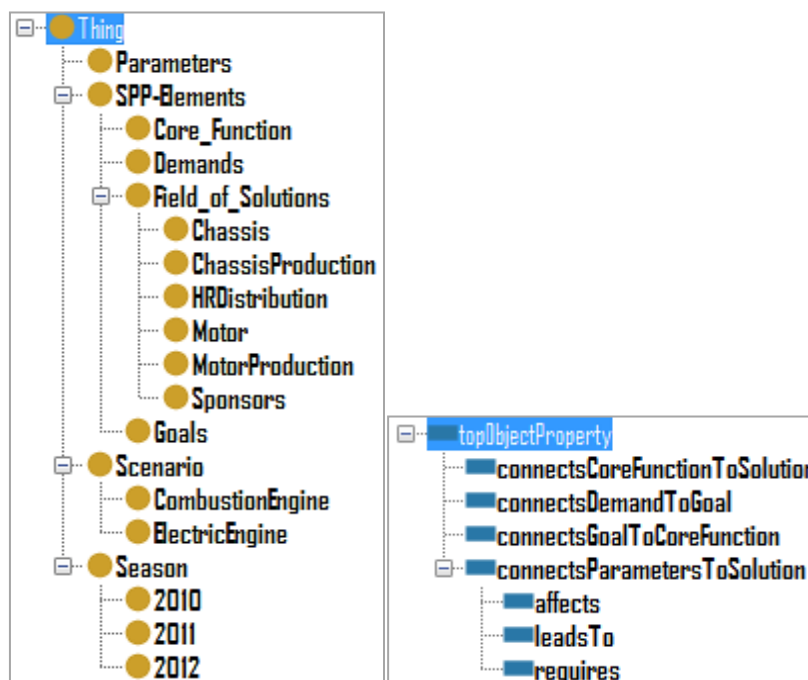 Thing
Parameters
SPP-Elements
Core_Function
Demands
Field_of_Solutions
Chassis
ChassisProduction
HRDistribution
Motor
MotorProduction
Sponsors
Goals
Scenario
CombustionEngine
ElectricEngine
Season
2010
2011
2012
topObjectProperty
connectsCoreFunctionToSolution
connectsDemandToGoal
connectsGoalToCoreFunction
connectsParametersToSolution
affects
leadsTo
requires